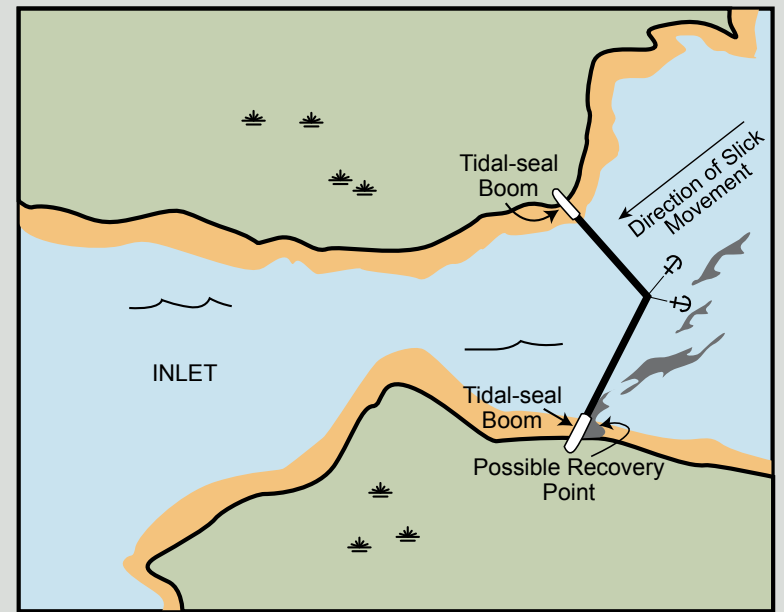 Tidal-seal
Boom
Direction of Slick
Movement
INLET
Tidal-seal
Boom
Possible Recovery
Point